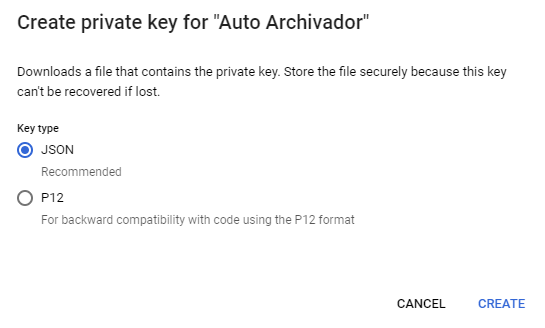 Create private key for "Auto Archivador"
Downloads a file that contains the private key. Store the file securely because this key
can't be recovered if lost.
Key type
JSON
Recommended
P12
For backward compatibility with code using the P12 format
CANCEL CREATE